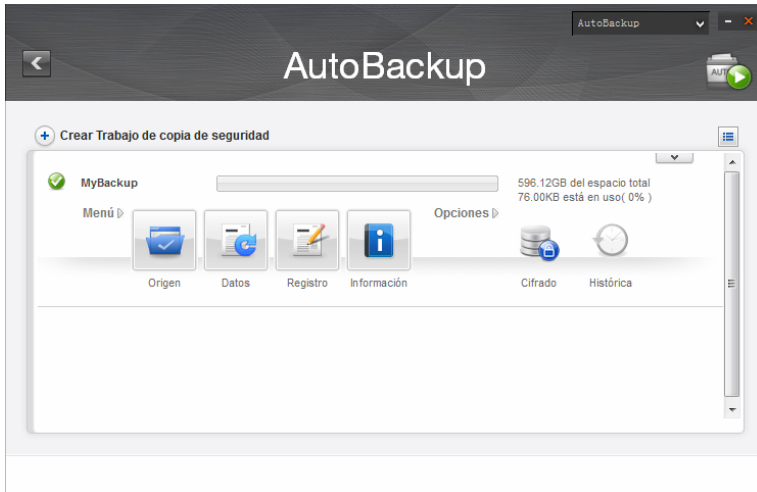 AutoBackup
AutoBackup
AUT
Crear Trabajo de copia de seguridad
MyBackup
596.12GB del espacio total
76.00KB está en uso( 0% )
Menú
Opciones
Origen
Datos
Registro
Información
Cifrado
Histórica